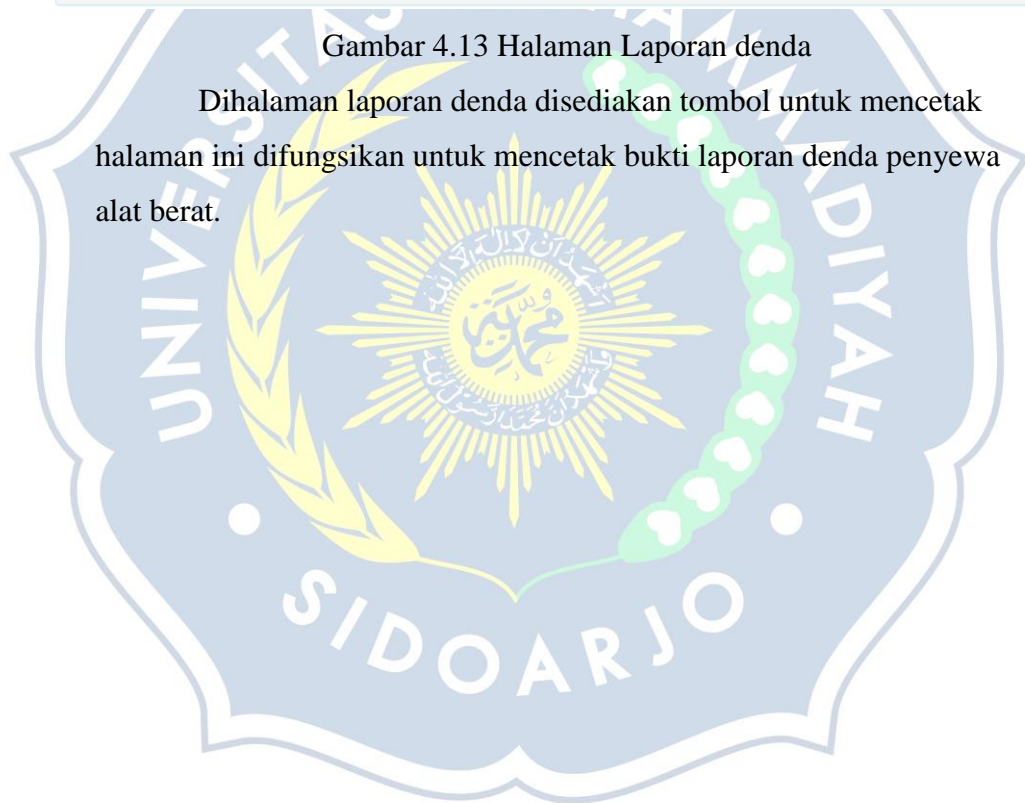 Gambar 4.13 Halaman Laporan denda
Dihalaman laporan denda disediakan tombol untuk mencetak
halaman ini difungsikan untuk mencetak bukti laporan denda penyewa
alat berat.
UNIVERSITAS
SIDOARJO
محمد